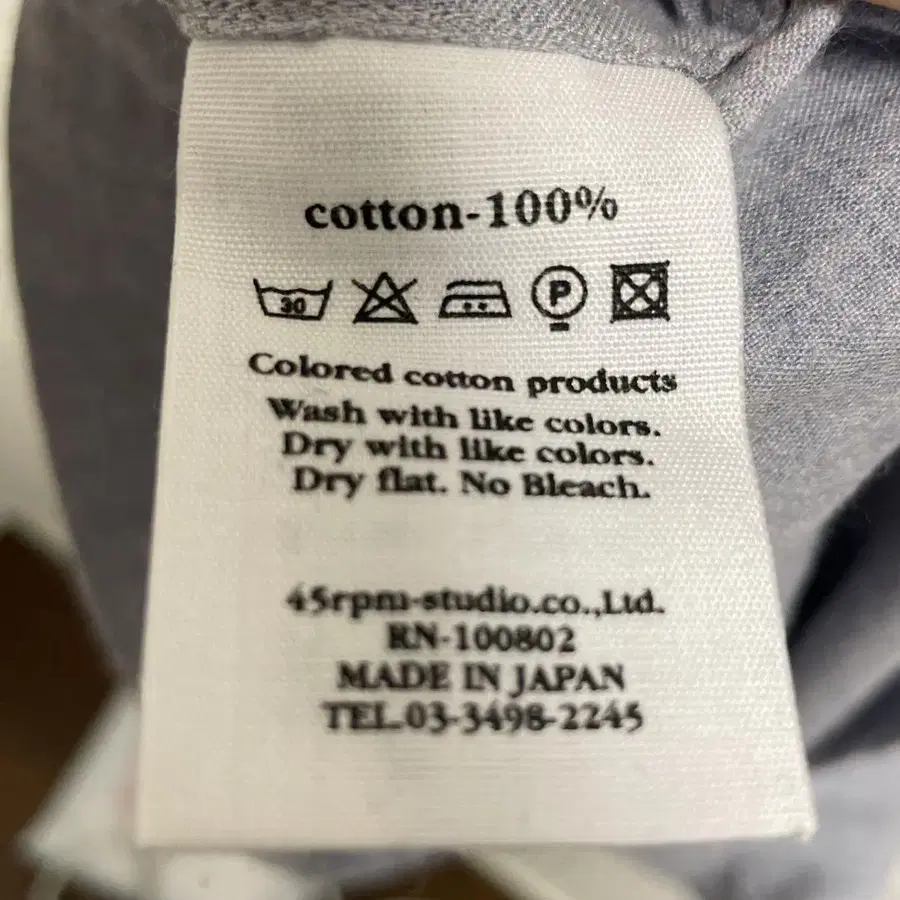 cotton-100%
30 P
Colored cotton products
Wash with like colors.
Dry with like colors.
Dry flat. No Bleach.
45rpm-studio.co.,Ltd.
RN-100802
MADE IN JAPAN
TEL.03-3498-2245